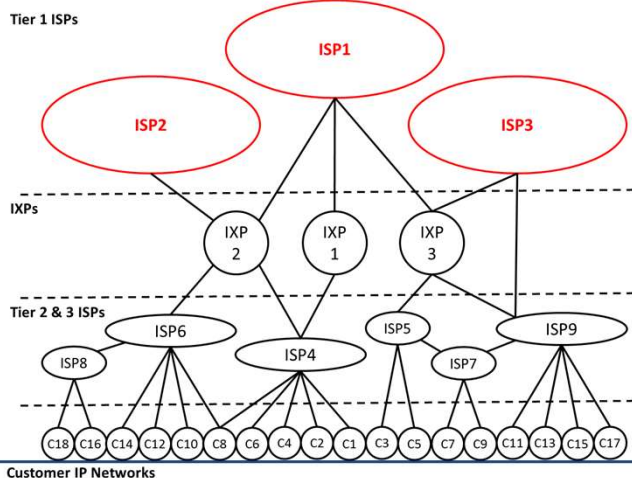 Tier 1 ISPs
ISP1
ISP2
ISP3
IXPs
IXP
2
IXP
1
IXP
3
Tier 2 & 3 ISPs
ISP6
ISP5
ISP9
ISP8
ISP4
ISP7
C18
C16
C14
C12
C10
C8
C6
C4
C2
C1
C3
C5
C7
C9
C11
C13
C15
C17
Customer IP Networks